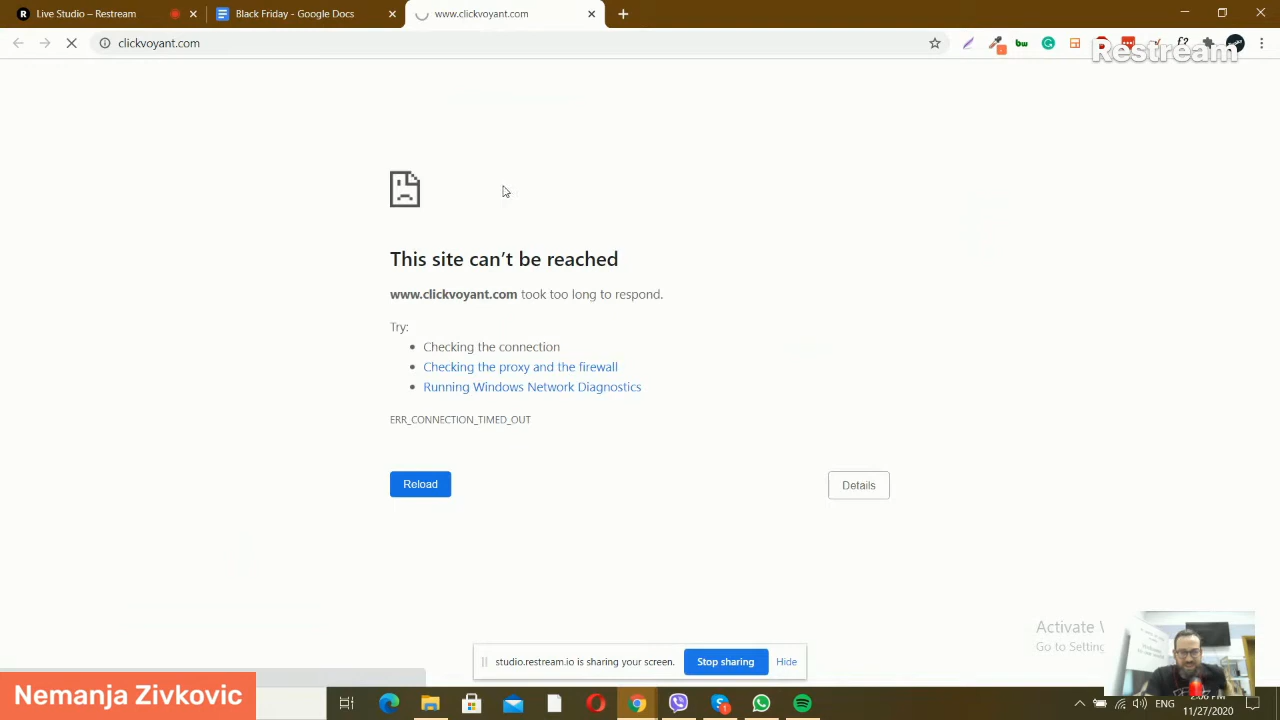 Live Studio – Restream
Black Friday - Google Docs
www.clickvoyant.com
clickvoyant.com
Restream
This site can't be reached
www.clickvoyant.com took too long to respond.
Try:
Checking the connection
Checking the proxy and the firewall
Running Windows Network Diagnostics
ERR_CONNECTION_TIMED_OUT
Reload
Details
Activate
Go to Setting
studio.restream.io is sharing your screen.
Stop sharing
Hide
Nemanja Zivkovic
ENG
11/27/2020